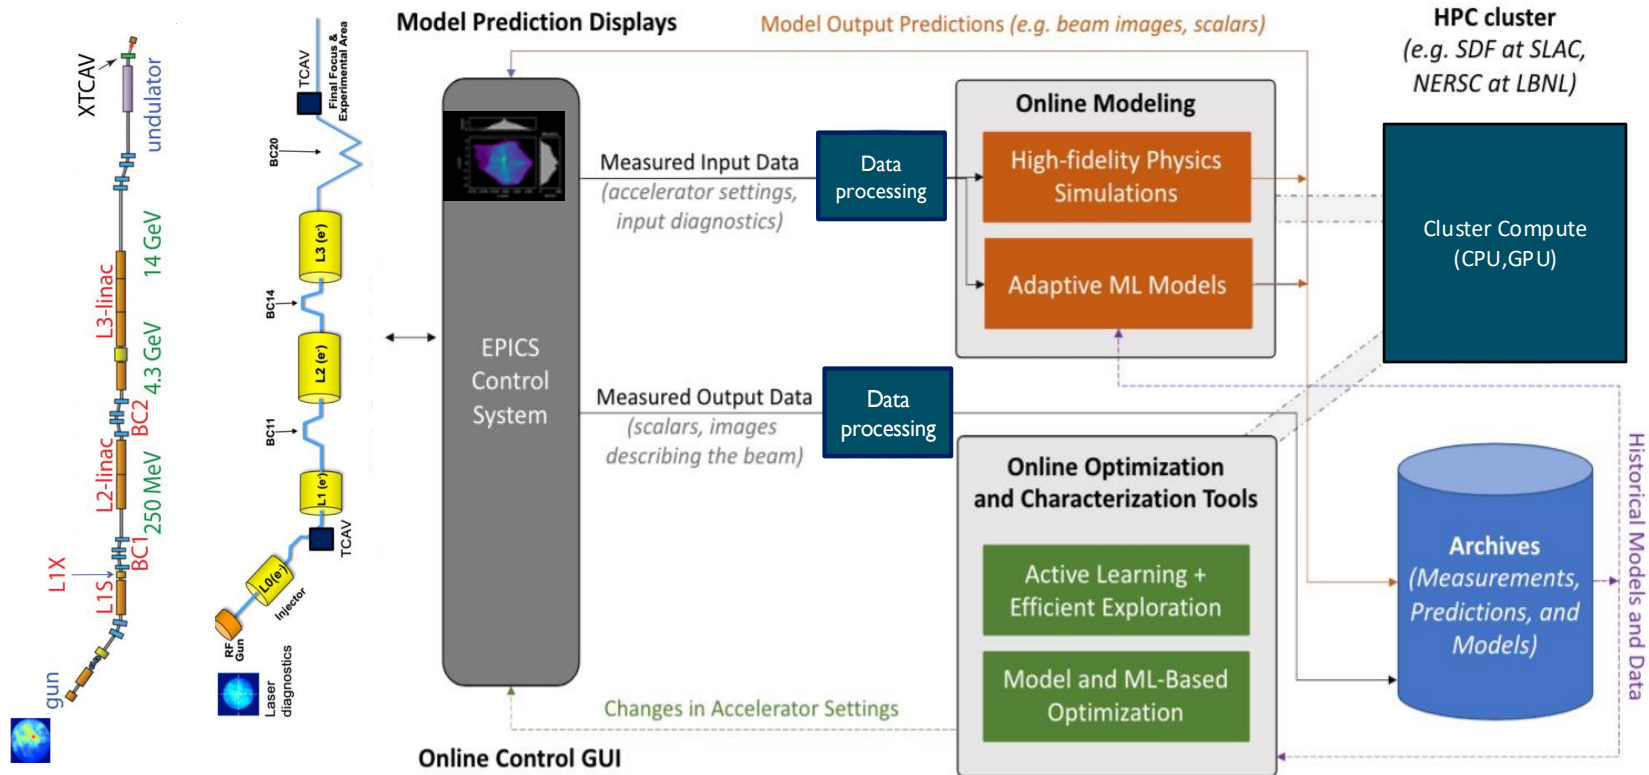 XTCAV
undulator
14 GeV
L3-linac
4.3 GeV
BC2
L2-linac
250 MeV
BC1
L1X
L1S
gun
TCAV
Final Focus &
Experimental Area
BC20
L3 (e-)
BC14
L2 (e-)
BC11
L1 (e-)
TCAV
L0(e-)
Injector
RF
Gun
Laser
diagnostics
Model Prediction Displays
EPICS
Control
System
Online Control GUI
Model Output Predictions (e.g. beam images, scalars)
Measured Input Data
(accelerator settings,
input diagnostics)
Data
processing
Online Modeling
High-fidelity Physics
Simulations
Adaptive ML Models
Measured Output Data
(scalars, images
describing the beam)
Data
processing
Online Optimization
and Characterization Tools
Active Learning +
Efficient Exploration
Model and ML-Based
Optimization
Changes in Accelerator Settings
HPC cluster
(e.g. SDF at SLAC,
NERSC at LBNL)
Cluster Compute
(CPU,GPU)
Archives
(Measurements,
Predictions, and
Models)
Historical Models and Data